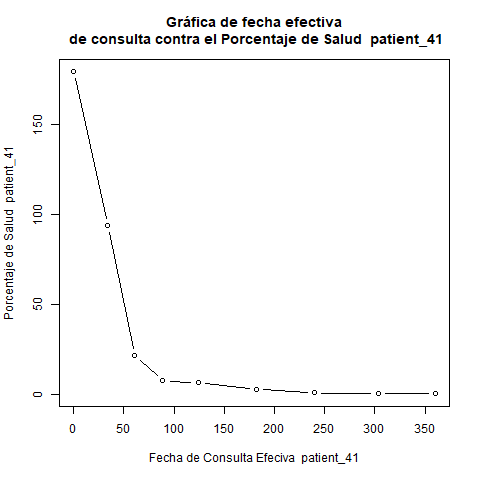 Gráfica de fecha efectiva
de consulta contra el Porcentaje de Salud patient_41
Porcentaje de Salud patient_41
150
100
50
0
0 50 100 150 200 250 300 350
Fecha de Consulta Efeciva patient_41